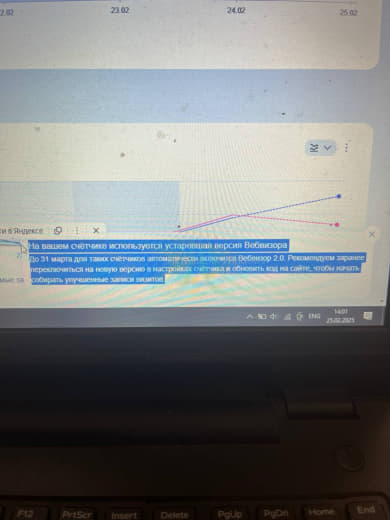 2.02 23.02 24.02 25.02
и в Яндексе
На вашем счётчике используется устаревшая версия Вебвизора
До 31 марта для таких счётчиков автоматически включится Вебвизор 2.0. Рекомендуем заранее
переключиться на новую версию в настройках счётчика и обновить код на сайте, чтобы начать
собирать улучшенные записи визитов.
ENG
14:01
25.02.2025
F12 PrtScr Insert Delete PgUp PgDn Home End